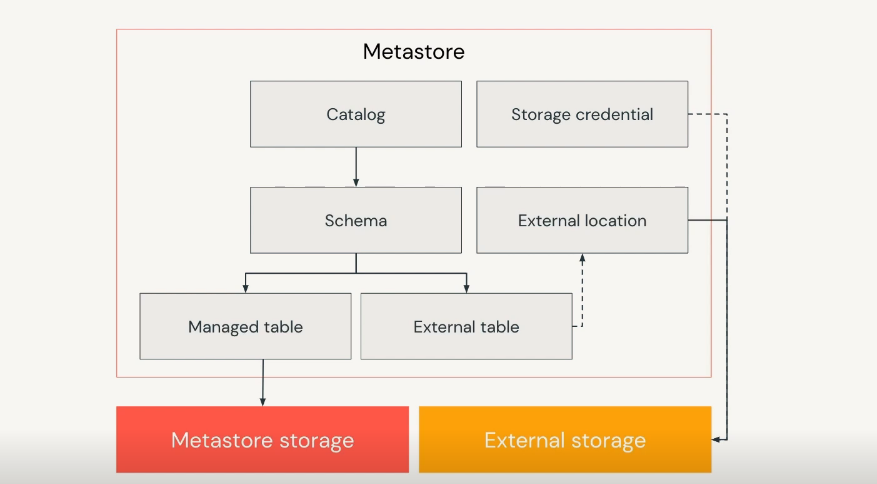 Metastore
Catalog
Storage credential
Schema
External location
Managed table
External table
Metastore storage
External storage